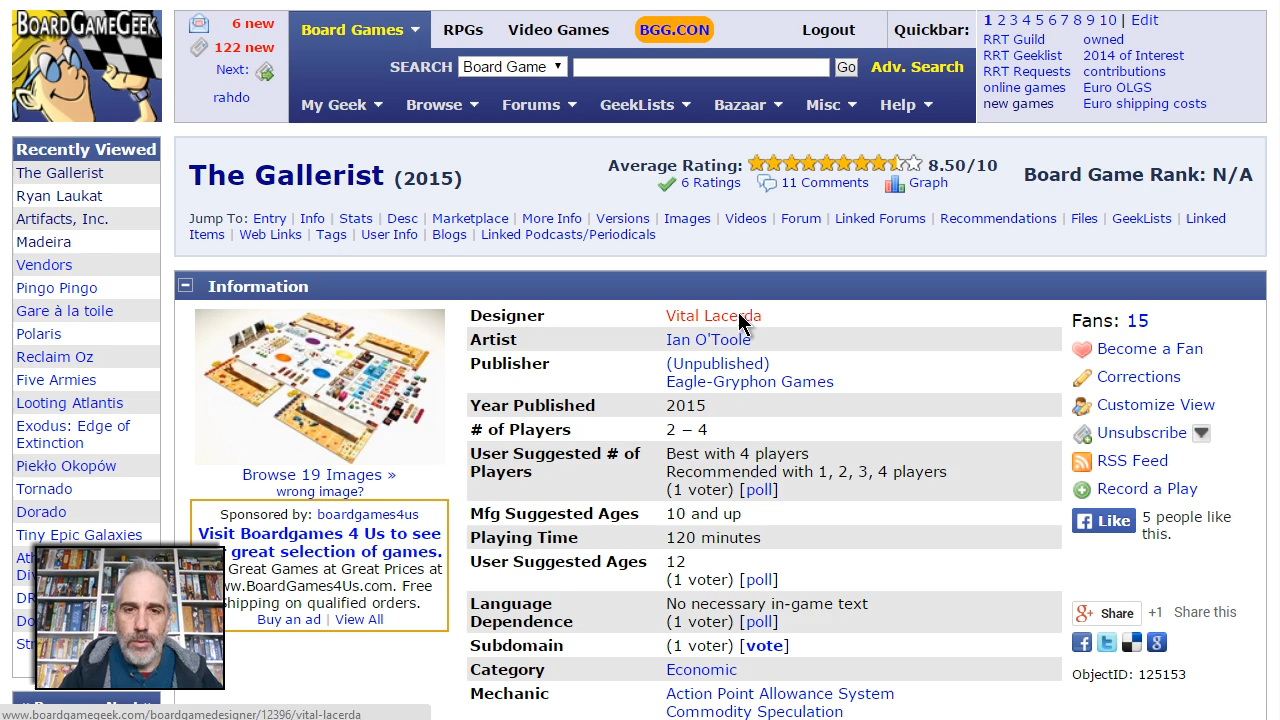 BOARDGAMEGEEK
6 new
122 new
Next:
rahdo
Board Games
RPGs
Video Games
BGG.CON
Logout
Quickbar:
SEARCH Board Game Go Adv. Search
My Geek
Browse
Forums
GeekLists
Bazaar
Misc
Help
1 2 3 4 5 6 7 8 9 10 | Edit
RRT Guild owned
RRT Geeklist 2014 of Interest
RRT Requests contributions
online games Euro OLGS
new games Euro shipping costs
Recently Viewed
The Gallerist
Ryan Laukat
Artifacts, Inc.
Madeira
Vendors
Pingo Pingo
Gare à la toile
Polaris
Reclaim Oz
Five Armies
Looting Atlantis
Exodus: Edge of
Extinction
Piekło Okopów
Tornado
Dorado
Tiny Epic Galaxies
The Gallerist (2015)
Average Rating: 8.50/10
6 Ratings 11 Comments Graph
Board Game Rank: N/A
Jump To: Entry | Info | Stats | Desc | Marketplace | More Info | Versions | Images | Videos | Forum | Linked Forums | Recommendations | Files | GeekLists | Linked
Items | Web Links | Tags | User Info | Blogs | Linked Podcasts/Periodicals
Information
Browse 19 Images »
wrong image?
Sponsored by: boardgames4us
Visit Boardgames 4 Us to see
great selection of games.
Great Games at Great Prices at
ww.BoardGames4Us.com. Free
shipping on qualified orders.
Buy an ad | View All
Designer Vital Lacerda
Artist Ian O'Toole
Publisher (Unpublished)
Eagle-Gryphon Games
Year Published 2015
# of Players 2 − 4
User Suggested # of Best with 4 players
Players Recommended with 1, 2, 3, 4 players
(1 voter) [poll]
Mfg Suggested Ages 10 and up
Playing Time 120 minutes
User Suggested Ages 12
(1 voter) [poll]
Language No necessary in-game text
Dependence (1 voter) [poll]
Subdomain (1 voter) [vote]
Category Economic
Mechanic Action Point Allowance System
Commodity Speculation
Fans: 15
Become a Fan
Corrections
Customize View
Unsubscribe
RSS Feed
Record a Play
Like 5 people like
this.
Share +1 Share this
ObjectID: 125153
www.boardgamegeek.com/boardgamedesigner/12396/vital-lacerda